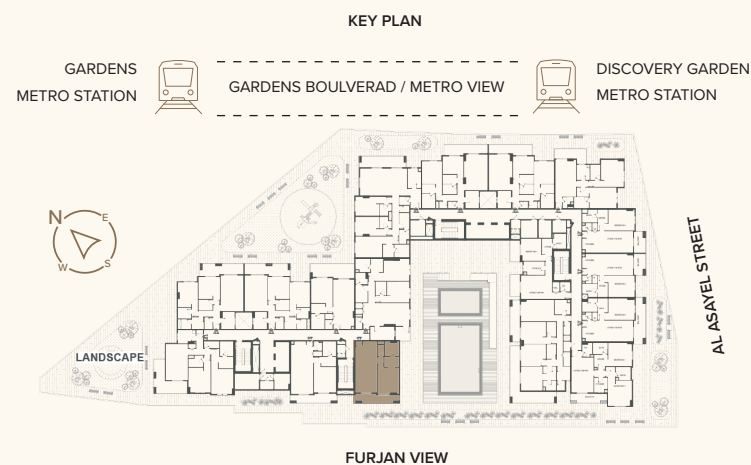 KEY PLAN
GARDENS
METRO STATION
GARDENS BOULVERAD / METRO VIEW
DISCOVERY GARDEN
METRO STATION
N
E
W
S
AL ASAYEL STREET
LANDSCAPE
FURJAN VIEW